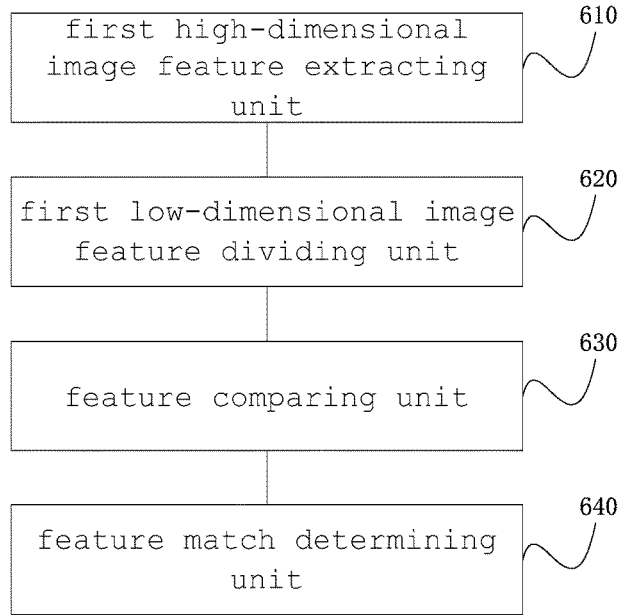 610
first high-dimensional
image feature extracting
unit
620
first low-dimensional image
feature dividing unit
630
feature comparing unit
640
feature match determining
unit